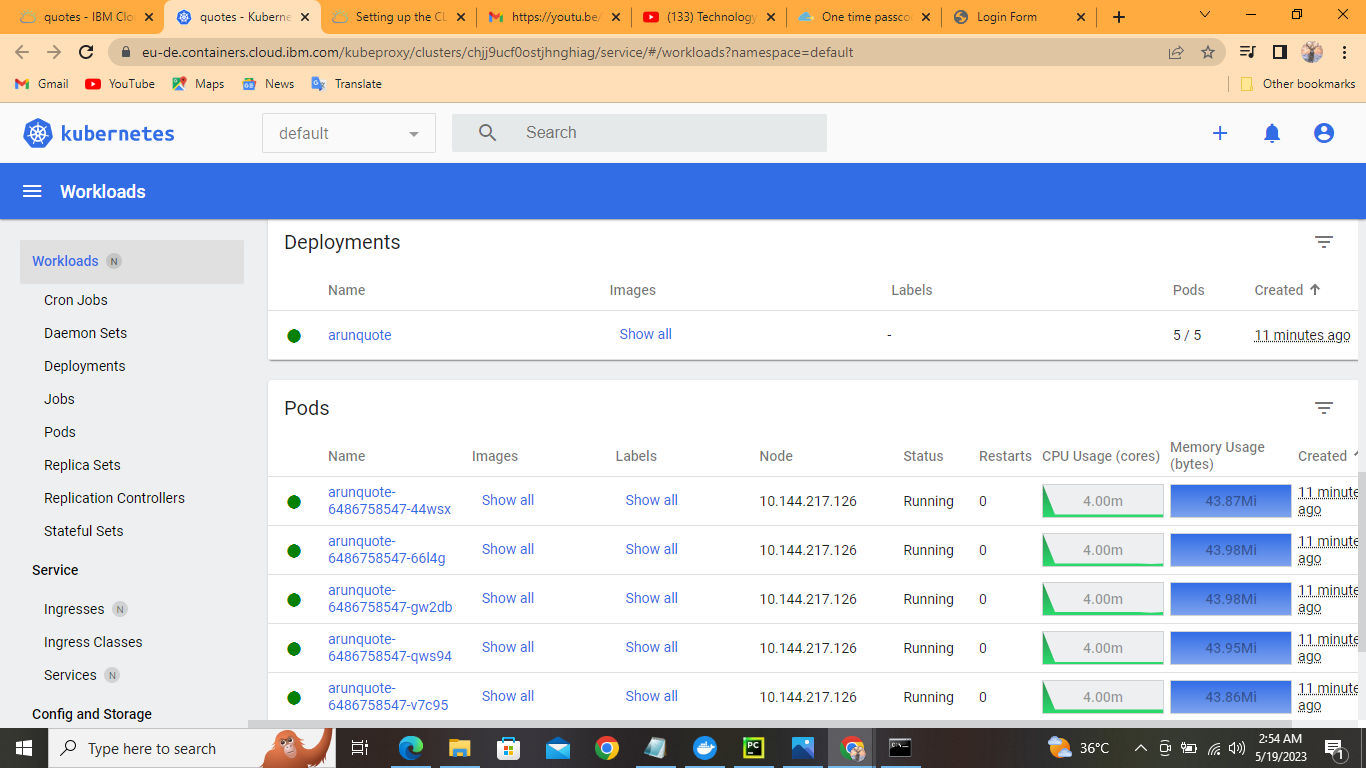 quotes - IBM Clo
quotes - Kuberne
Setting up the CL
https://youtu.be/
(133) Technology
One time passco
Login Form
eu-de.containers.cloud.ibm.com/kubeproxy/clusters/chjj9ucf0ostjhnghiag/service/#/workloads?namespace=default
Gmail YouTube Maps News Translate Other bookmarks
kubernetes default Search
Workloads
Workloads N
Cron Jobs
Daemon Sets
Deployments
Jobs
Pods
Replica Sets
Replication Controllers
Stateful Sets
Service
Ingresses N
Ingress Classes
Services N
Config and Storage
Deployments
Name Images Labels Pods Created
arunquote Show all - 5 / 5 11 minutes ago
Pods
Name Images Labels Node Status Restarts CPU Usage (cores) Memory Usage (bytes) Created
arunquote-6486758547-44wsx Show all Show all 10.144.217.126 Running 0 4.00m 43.87Mi 11 minute ago
arunquote-6486758547-66l4g Show all Show all 10.144.217.126 Running 0 4.00m 43.98Mi 11 minute ago
arunquote-6486758547-gw2db Show all Show all 10.144.217.126 Running 0 4.00m 43.98Mi 11 minute ago
arunquote-6486758547-qws94 Show all Show all 10.144.217.126 Running 0 4.00m 43.95Mi 11 minute ago
arunquote-6486758547-v7c95 Show all Show all 10.144.217.126 Running 0 4.00m 43.86Mi 11 minute ago
Type here to search
PC
36°C
2:54 AM
5/19/2023
1